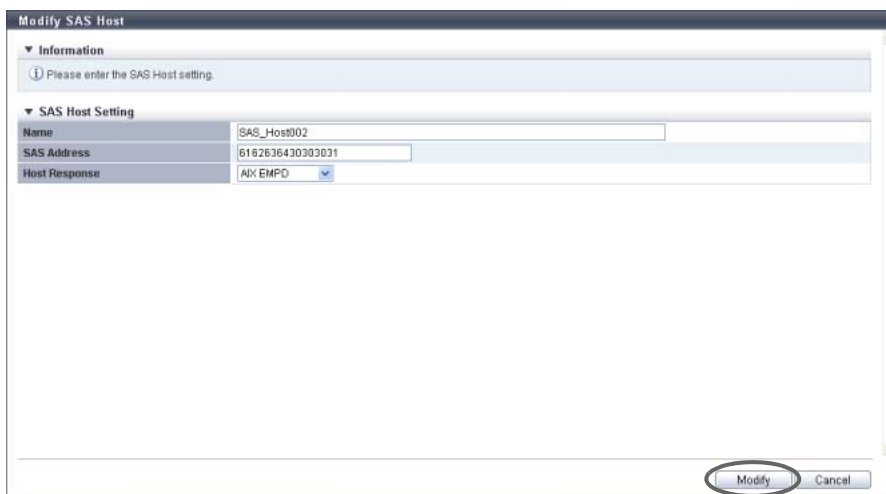 Modify SAS Host
Information
Please enter the SAS Host setting.
SAS Host Setting
Name SAS_Host002
SAS Address 6162636430303031
Host Response AIX EMPD
Modify Cancel